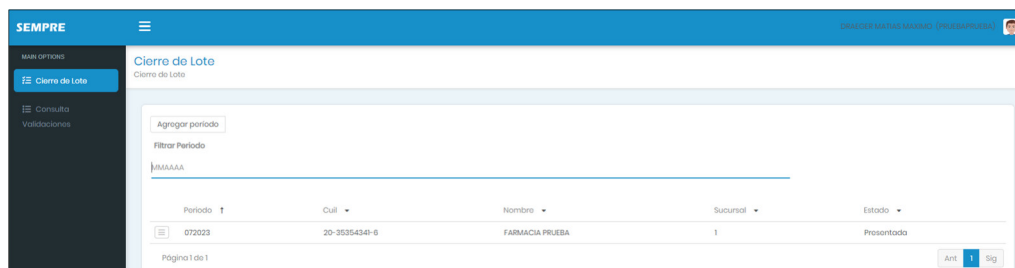 SEMPRE
MAIN OPTIONS
Cierre de Lote
Consulta
Validaciones
Cierre de Lote
Cierre de Lote
Agregar período
Filtrar Periodo
MMAAAA
Periodo Cuil Nombre Sucursal Estado
072023 20-35354341-6 FARMACIA PRUEBA 1 Presentada
Página 1 de 1
Ant 1 Sig